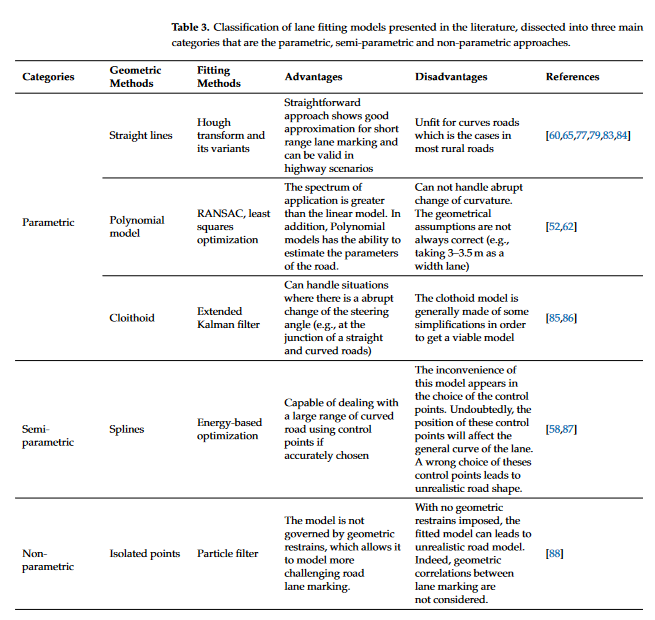 Table 3. Classification of lane fitting models presented in the literature, dissected into three main
categories that are the parametric, semi-parametric and non-parametric approaches.
Categories
Geometric
Methods
Fitting
Methods
Advantages
Disadvantages
References
Parametric
Straight lines
Hough
transform and
its variants
Straightforward
approach shows good
approximation for short
range lane marking and
can be valid in
highway scenarios
Unfit for curves roads
which is the cases in
most rural roads
[60,65,77,79,83,84]
Polynomial
model
RANSAC, least
squares
optimization
The spectrum of
application is greater
than the linear model. In
addition, Polynomial
models has the ability to
estimate the parameters
of the road.
Can not handle abrupt
change of curvature.
The geometrical
assumptions are not
always correct (e.g.,
taking 3–3.5 m as a
width lane)
[52,62]
Cloithoid
Extended
Kalman filter
Can handle situations
where there is a abrupt
change of the steering
angle (e.g., at the
junction of a straight
and curved roads)
The clothoid model is
generally made of some
simplifications in order
to get a viable model
[85,86]
Semi-
parametric
Splines
Energy-based
optimization
Capable of dealing with
a large range of curved
road using control
points if
accurately chosen
The inconvenience of
this model appears in
the choice of the control
points. Undoubtedly, the
position of these control
points will affect the
general curve of the lane.
A wrong choice of theses
control points leads to
unrealistic road shape.
[58,87]
Non-
parametric
Isolated points
Particle filter
The model is not
governed by geometric
restrains, which allows it
to model more
challenging road
lane marking.
With no geometric
restrains imposed, the
fitted model can leads to
unrealistic road model.
Indeed, geometric
correlations between
lane marking are
not considered.
[88]